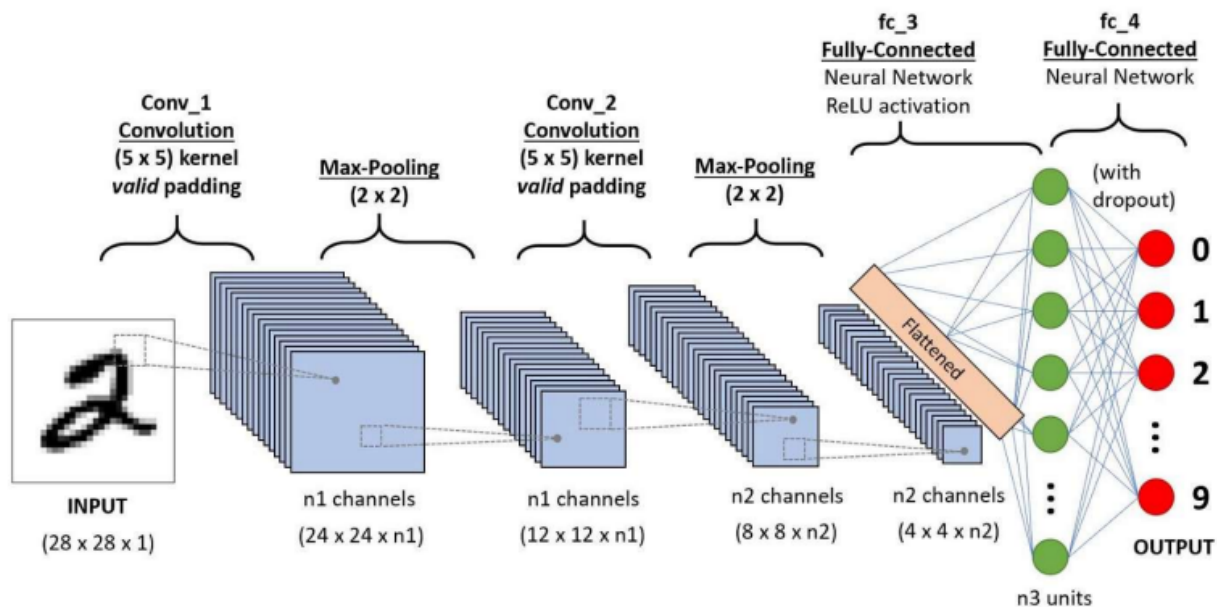 fc_3
Fully-Connected
Neural Network
ReLU activation
fc_4
Fully-Connected
Neural Network
Conv_1
Convolution
(5 x 5) kernel
valid padding
Max-Pooling
(2 x 2)
Conv_2
Convolution
(5 x 5) kernel
valid padding
Max-Pooling
(2 x 2)
(with
dropout)
0
1
2
9
Flattened
INPUT
(28 x 28 x 1)
n1 channels
(24 x 24 x n1)
n1 channels
(12 x 12 x n1)
n2 channels
(8 x 8 x n2)
n2 channels
(4 x 4 x n2)
OUTPUT
n3 units